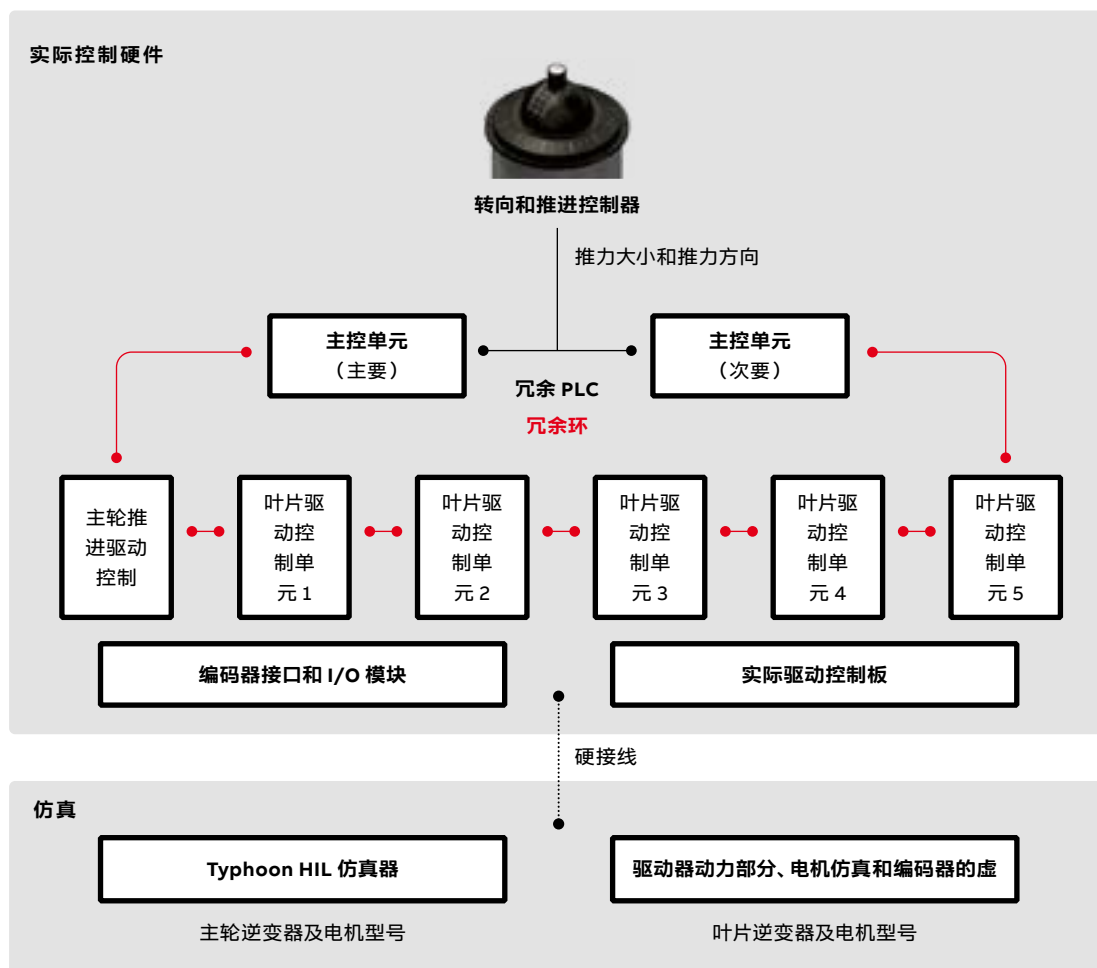 实际控制硬件
转向和推进控制器
推力大小和推力方向
主控单元
（主要）
主控单元
（次要）
冗余 PLC
冗余环
主轮推
进驱动
控制
叶片驱
动控
制单
元 1
叶片驱
动控
制单
元 2
叶片驱
动控
制单
元 3
叶片驱
动控
制单
元 4
叶片驱
动控
制单
元 5
编码器接口和 I/O 模块
实际驱动控制板
硬接线
仿真
Typhoon HIL 仿真器
驱动器动力部分、电机仿真和编码器的虚
主轮逆变器及电机型号
叶片逆变器及电机型号